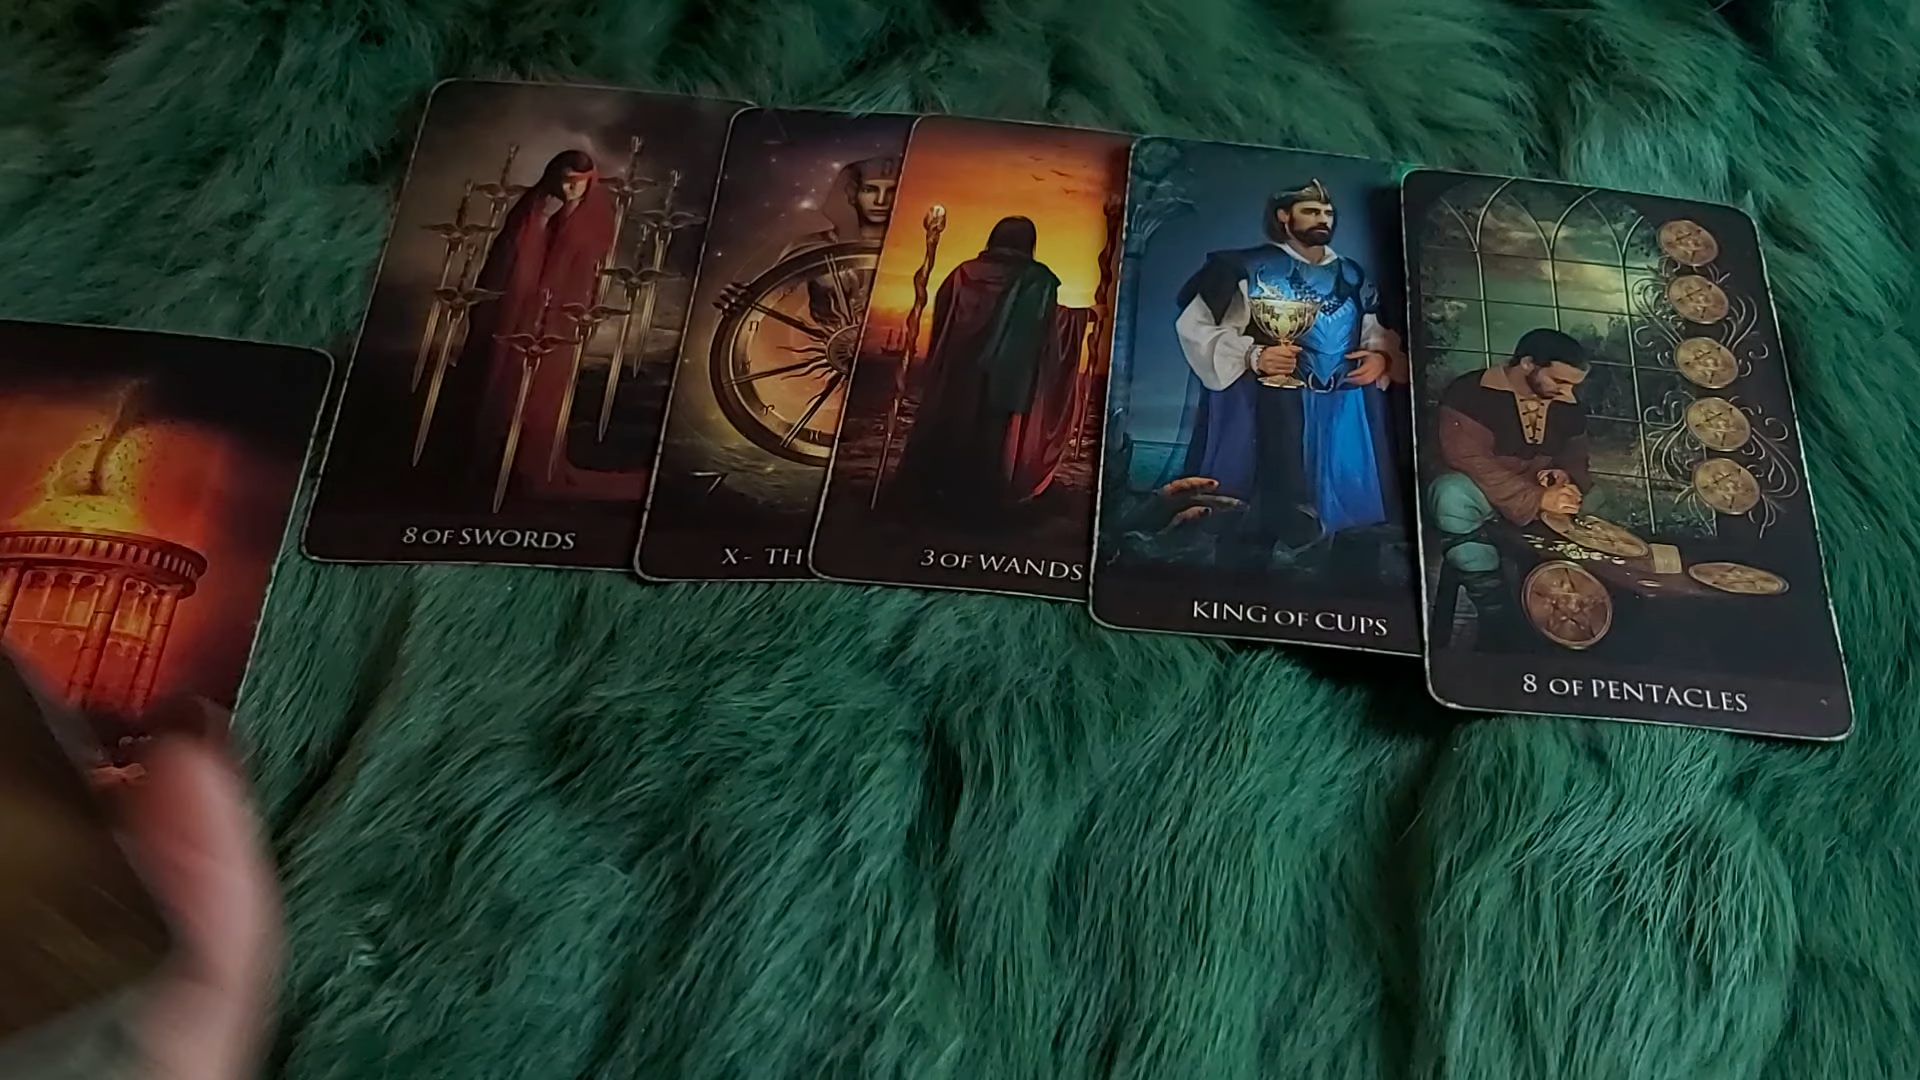 8 OF SWORDS
X - TH
3 OF WANDS
KING OF CUPS
8 OF PENTACLES